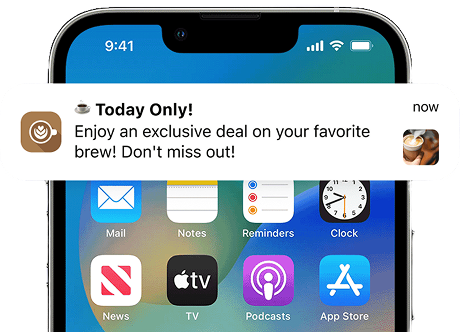 9:41
☕ Today Only!
now
Enjoy an exclusive deal on your favorite
brew! Don't miss out!
Mail
Notes
Reminders
Clock
tv
News
TV
Podcasts
App Store